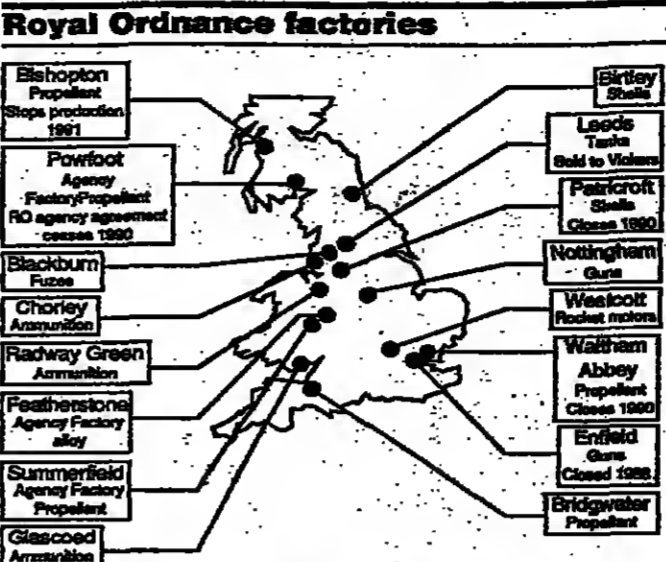 Royal Ordnance factories
Bishopton
Propellant
Stops production
1991
Powfoot
Agency
FactoryPropellant
RO agency agreement
ceases 1990
Blackburn
Fuzes
Chorley
Ammunition
Radway Green
Ammunition
Featherstone
Agency Factory
alloy
Summerfield
Agency Factory
Propellant
Glascoed
Ammunition
Birtley
Shells
Leeds
Tanks
Sold to Vickers
Patricroft
Shells
Closes 1990
Nottingham
Guns
Westcott
Rocket motors
Waltham
Abbey
Propellant
Closes 1990
Enfield
Guns
Closed 1988
Bridgwater
Propellant